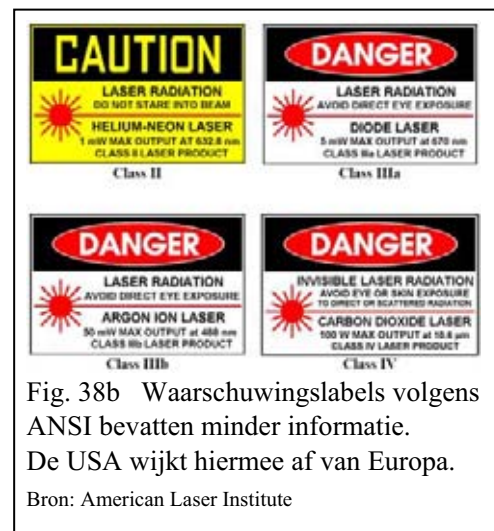 CAUTION
LASER RADIATION
DO NOT STARE INTO BEAM
HELIUM-NEON LASER
1 mW MAX OUTPUT AT 632.8 nm
CLASS II LASER PRODUCT
Class II
DANGER
LASER RADIATION
AVOID DIRECT EYE EXPOSURE
DIODE LASER
5 mW MAX OUTPUT at 670 nm
CLASS IIIa LASER PRODUCT
Class IIIa
DANGER
LASER RADIATION
AVOID DIRECT EYE EXPOSURE
ARGON ION LASER
50 mW MAX OUTPUT at 488 nm
CLASS IIIb LASER PRODUCT
Class IIIb
DANGER
INVISIBLE LASER RADIATION
AVOID EYE OR SKIN EXPOSURE
TO DIRECT OR SCATTERED RADIATION
CARBON DIOXIDE LASER
100 W MAX OUTPUT at 10.6 µm
CLASS IV LASER PRODUCT
Class IV
Fig. 38b Waarschuwingslabels volgens
ANSI bevatten minder informatie.
De USA wijkt hiermee af van Europa.
Bron: American Laser Institute